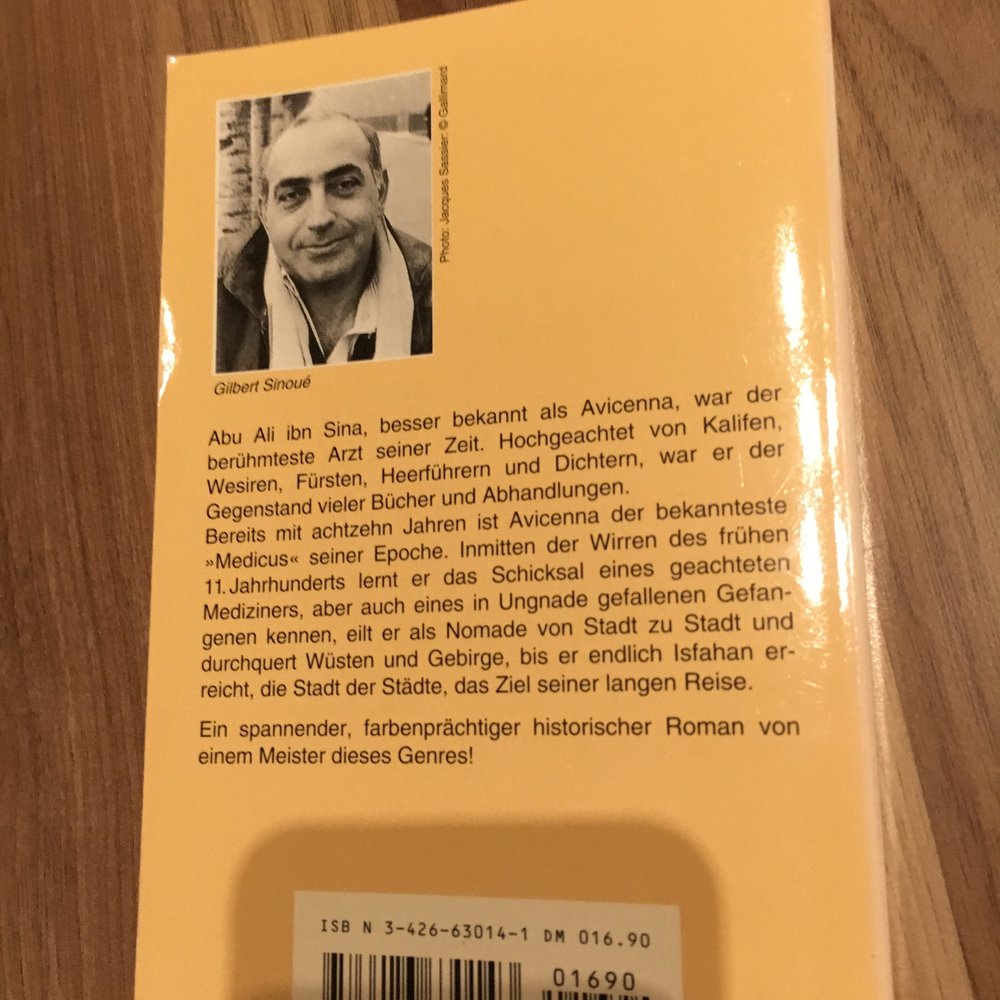 Photo: Jacques Sassier © Gallimard
Gilbert Sinoué
Abu Ali ibn Sina, besser bekannt als Avicenna, war der
berühmteste Arzt seiner Zeit. Hochgeachtet von Kalifen,
Wesiren, Fürsten, Heerführern und Dichtern, war er der
Gegenstand vieler Bücher und Abhandlungen.
Bereits mit achtzehn Jahren ist Avicenna der bekannteste
»Medicus« seiner Epoche. Inmitten der Wirren des frühen
11. Jahrhunderts lernt er das Schicksal eines geachteten
Mediziners, aber auch eines in Ungnade gefallenen Gefan-
genen kennen, eilt er als Nomade von Stadt zu Stadt und
durchquert Wüsten und Gebirge, bis er endlich Isfahan er-
reicht, die Stadt der Städte, das Ziel seiner langen Reise.
Ein spannender, farbenprächtiger historischer Roman von
einem Meister dieses Genres!
ISBN 3-426-63014-1 DM 016.90
01690